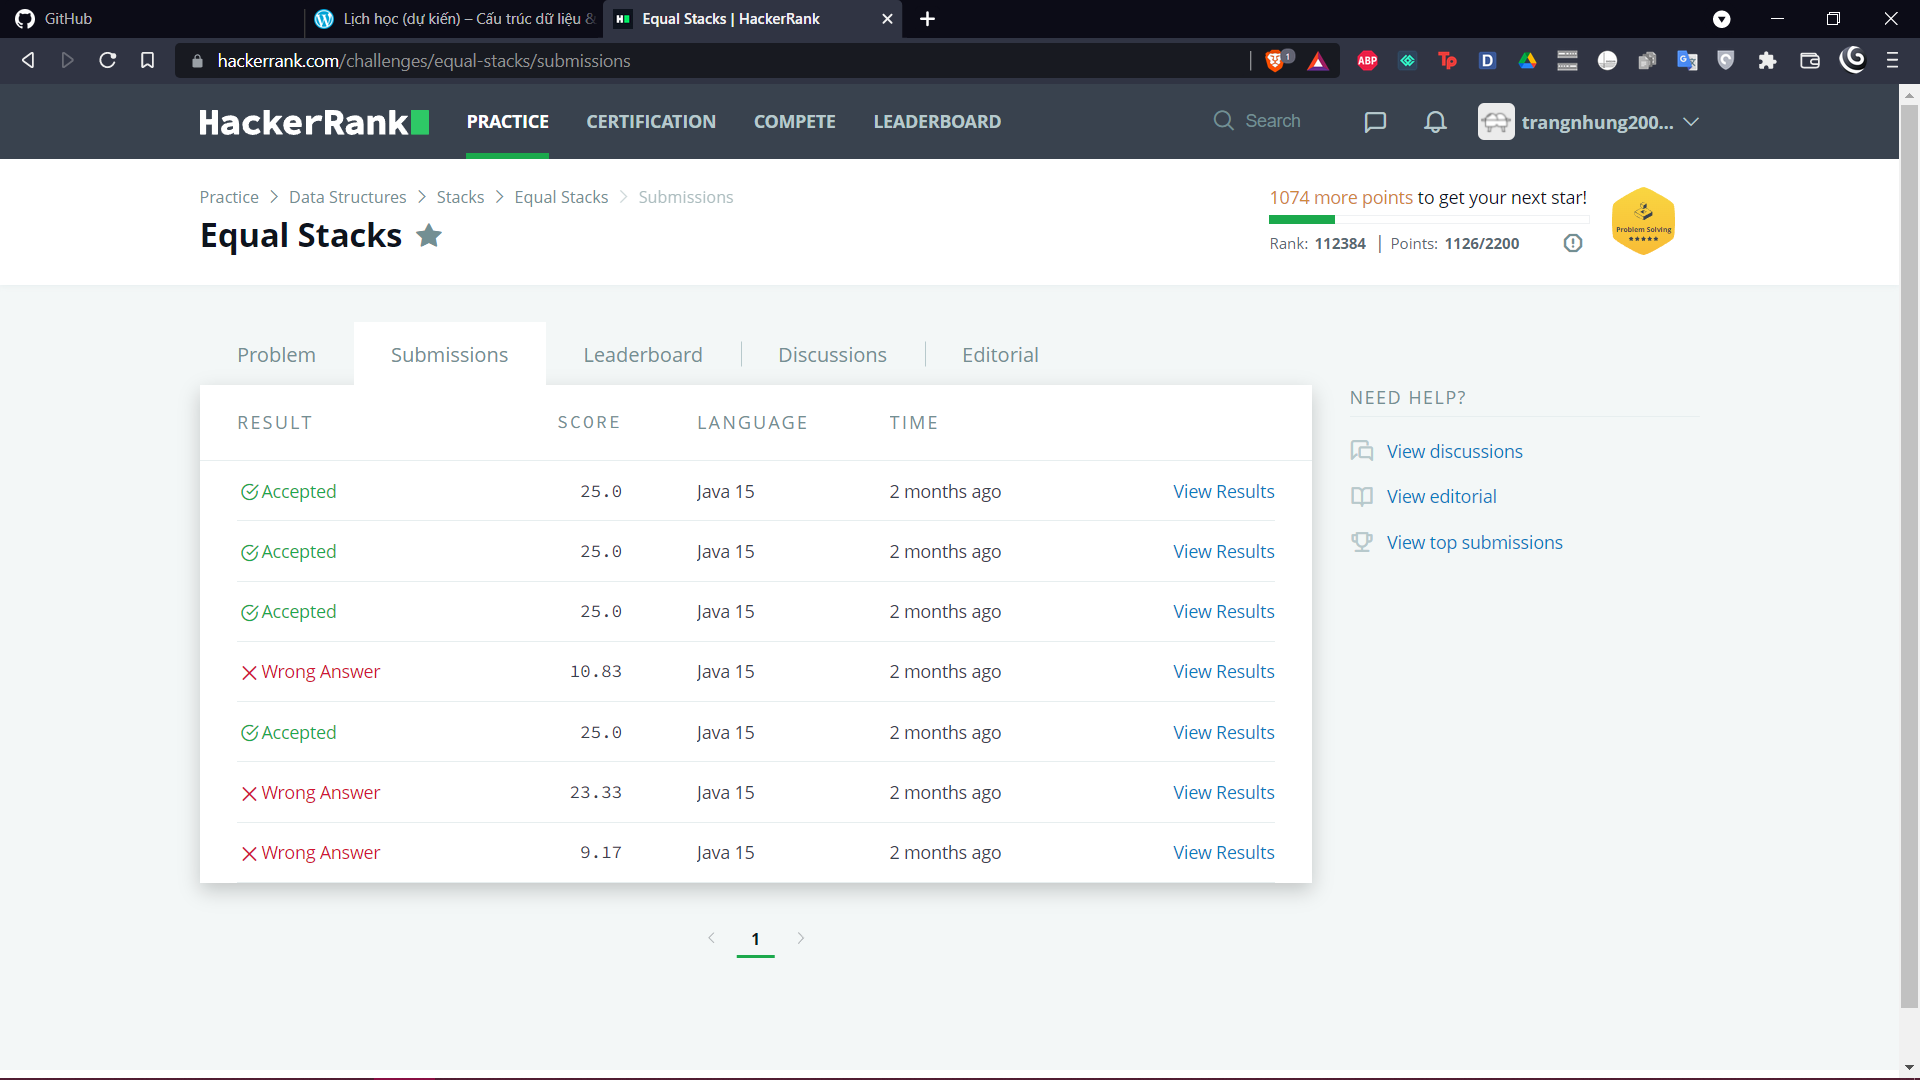 GitHub
Lịch học (dự kiến) – Cấu trúc dữ liệu &
Equal Stacks | HackerRank
hackerrank.com/challenges/equal-stacks/submissions
1
ABP
Tp
D
HackerRank
PRACTICE
CERTIFICATION
COMPETE
LEADERBOARD
Search
trangnhung200...
Practice > Data Structures > Stacks > Equal Stacks > Submissions
Equal Stacks
1074 more points to get your next star!
Rank: 112384 | Points: 1126/2200
Problem Solving
Problem
Submissions
Leaderboard
Discussions
Editorial
RESULT SCORE LANGUAGE TIME
Accepted 25.0 Java 15 2 months ago View Results
Accepted 25.0 Java 15 2 months ago View Results
Accepted 25.0 Java 15 2 months ago View Results
Wrong Answer 10.83 Java 15 2 months ago View Results
Accepted 25.0 Java 15 2 months ago View Results
Wrong Answer 23.33 Java 15 2 months ago View Results
Wrong Answer 9.17 Java 15 2 months ago View Results
1
NEED HELP?
View discussions
View editorial
View top submissions